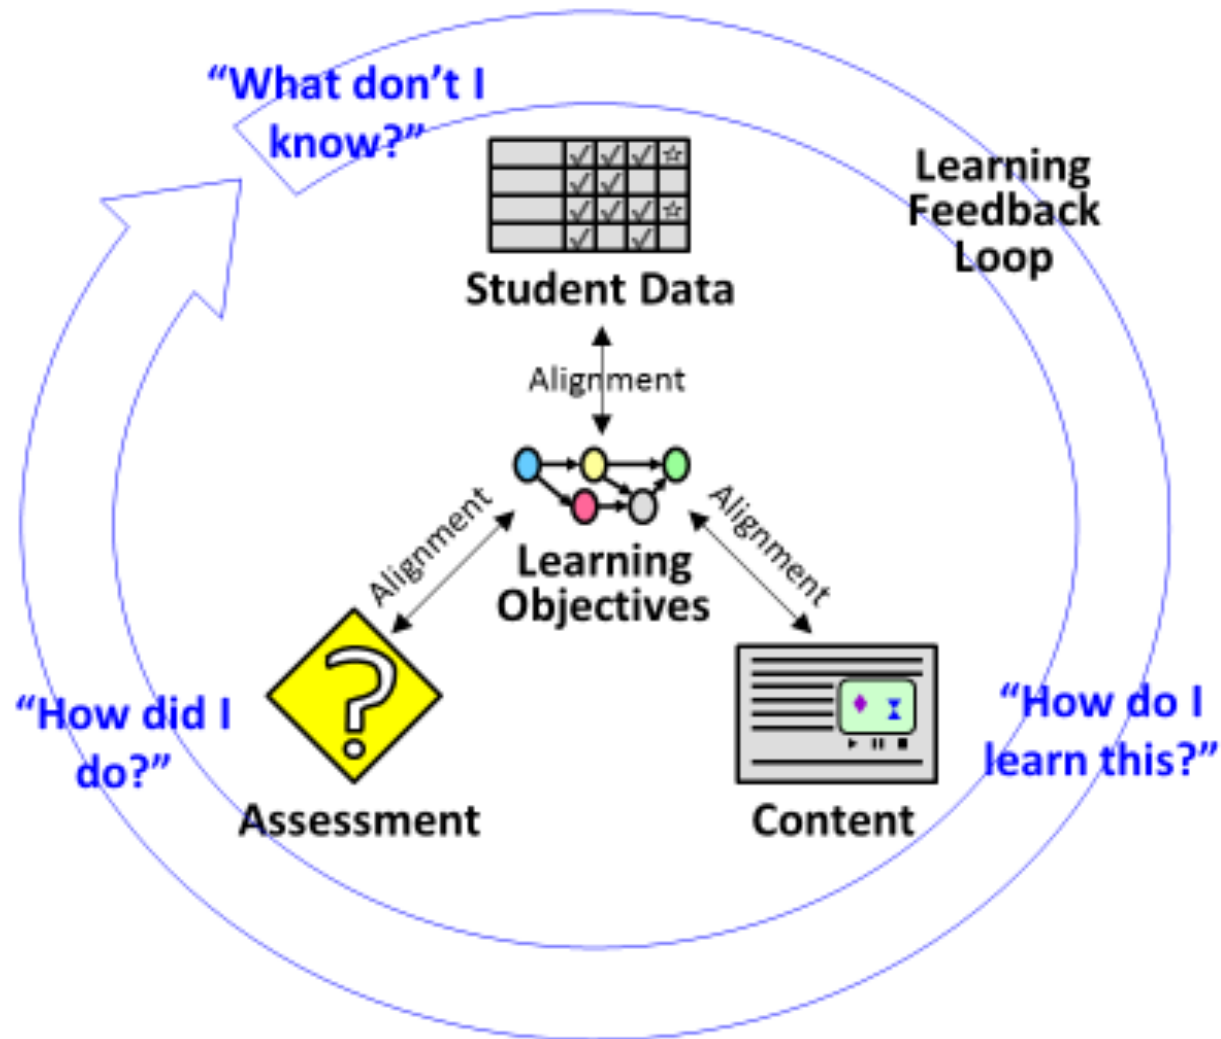 “What don’t I
know?”
Learning
Feedback
Loop
Student Data
Alignment
Alignment
Alignment
Learning
Objectives
“How did I
do?”
“How do I
learn this?”
Assessment
Content